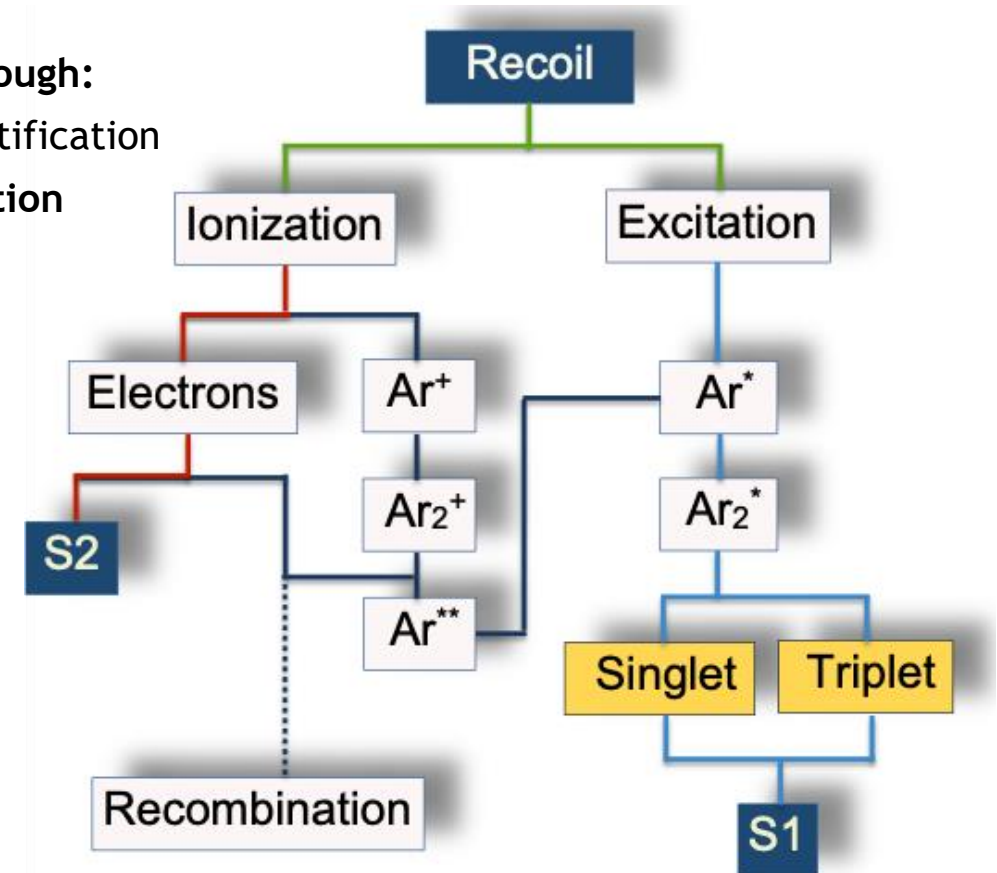 Recoil
ough:
tification
tion
Ionization
Excitation
Electrons
Ar⁺
Ar*
Ar₂⁺
Ar₂*
S2
Ar**
Singlet
Triplet
Recombination
S1